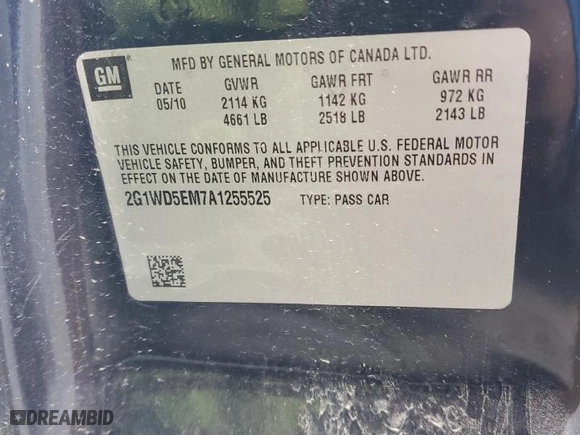 GM
MFD BY GENERAL MOTORS OF CANADA LTD.
DATE GVWR GAWR FRT GAWR RR
05/10 2114 KG 1142 KG 972 KG
4661 LB 2518 LB 2143 LB
THIS VEHICLE CONFORMS TO ALL APPLICABLE U.S. FEDERAL MOTOR
VEHICLE SAFETY, BUMPER, AND THEFT PREVENTION STANDARDS IN
EFFECT ON THE DATE OF MANUFACTURE SHOWN ABOVE.
2G1WD5EM7A1255525 TYPE: PASS CAR
DREAMBID